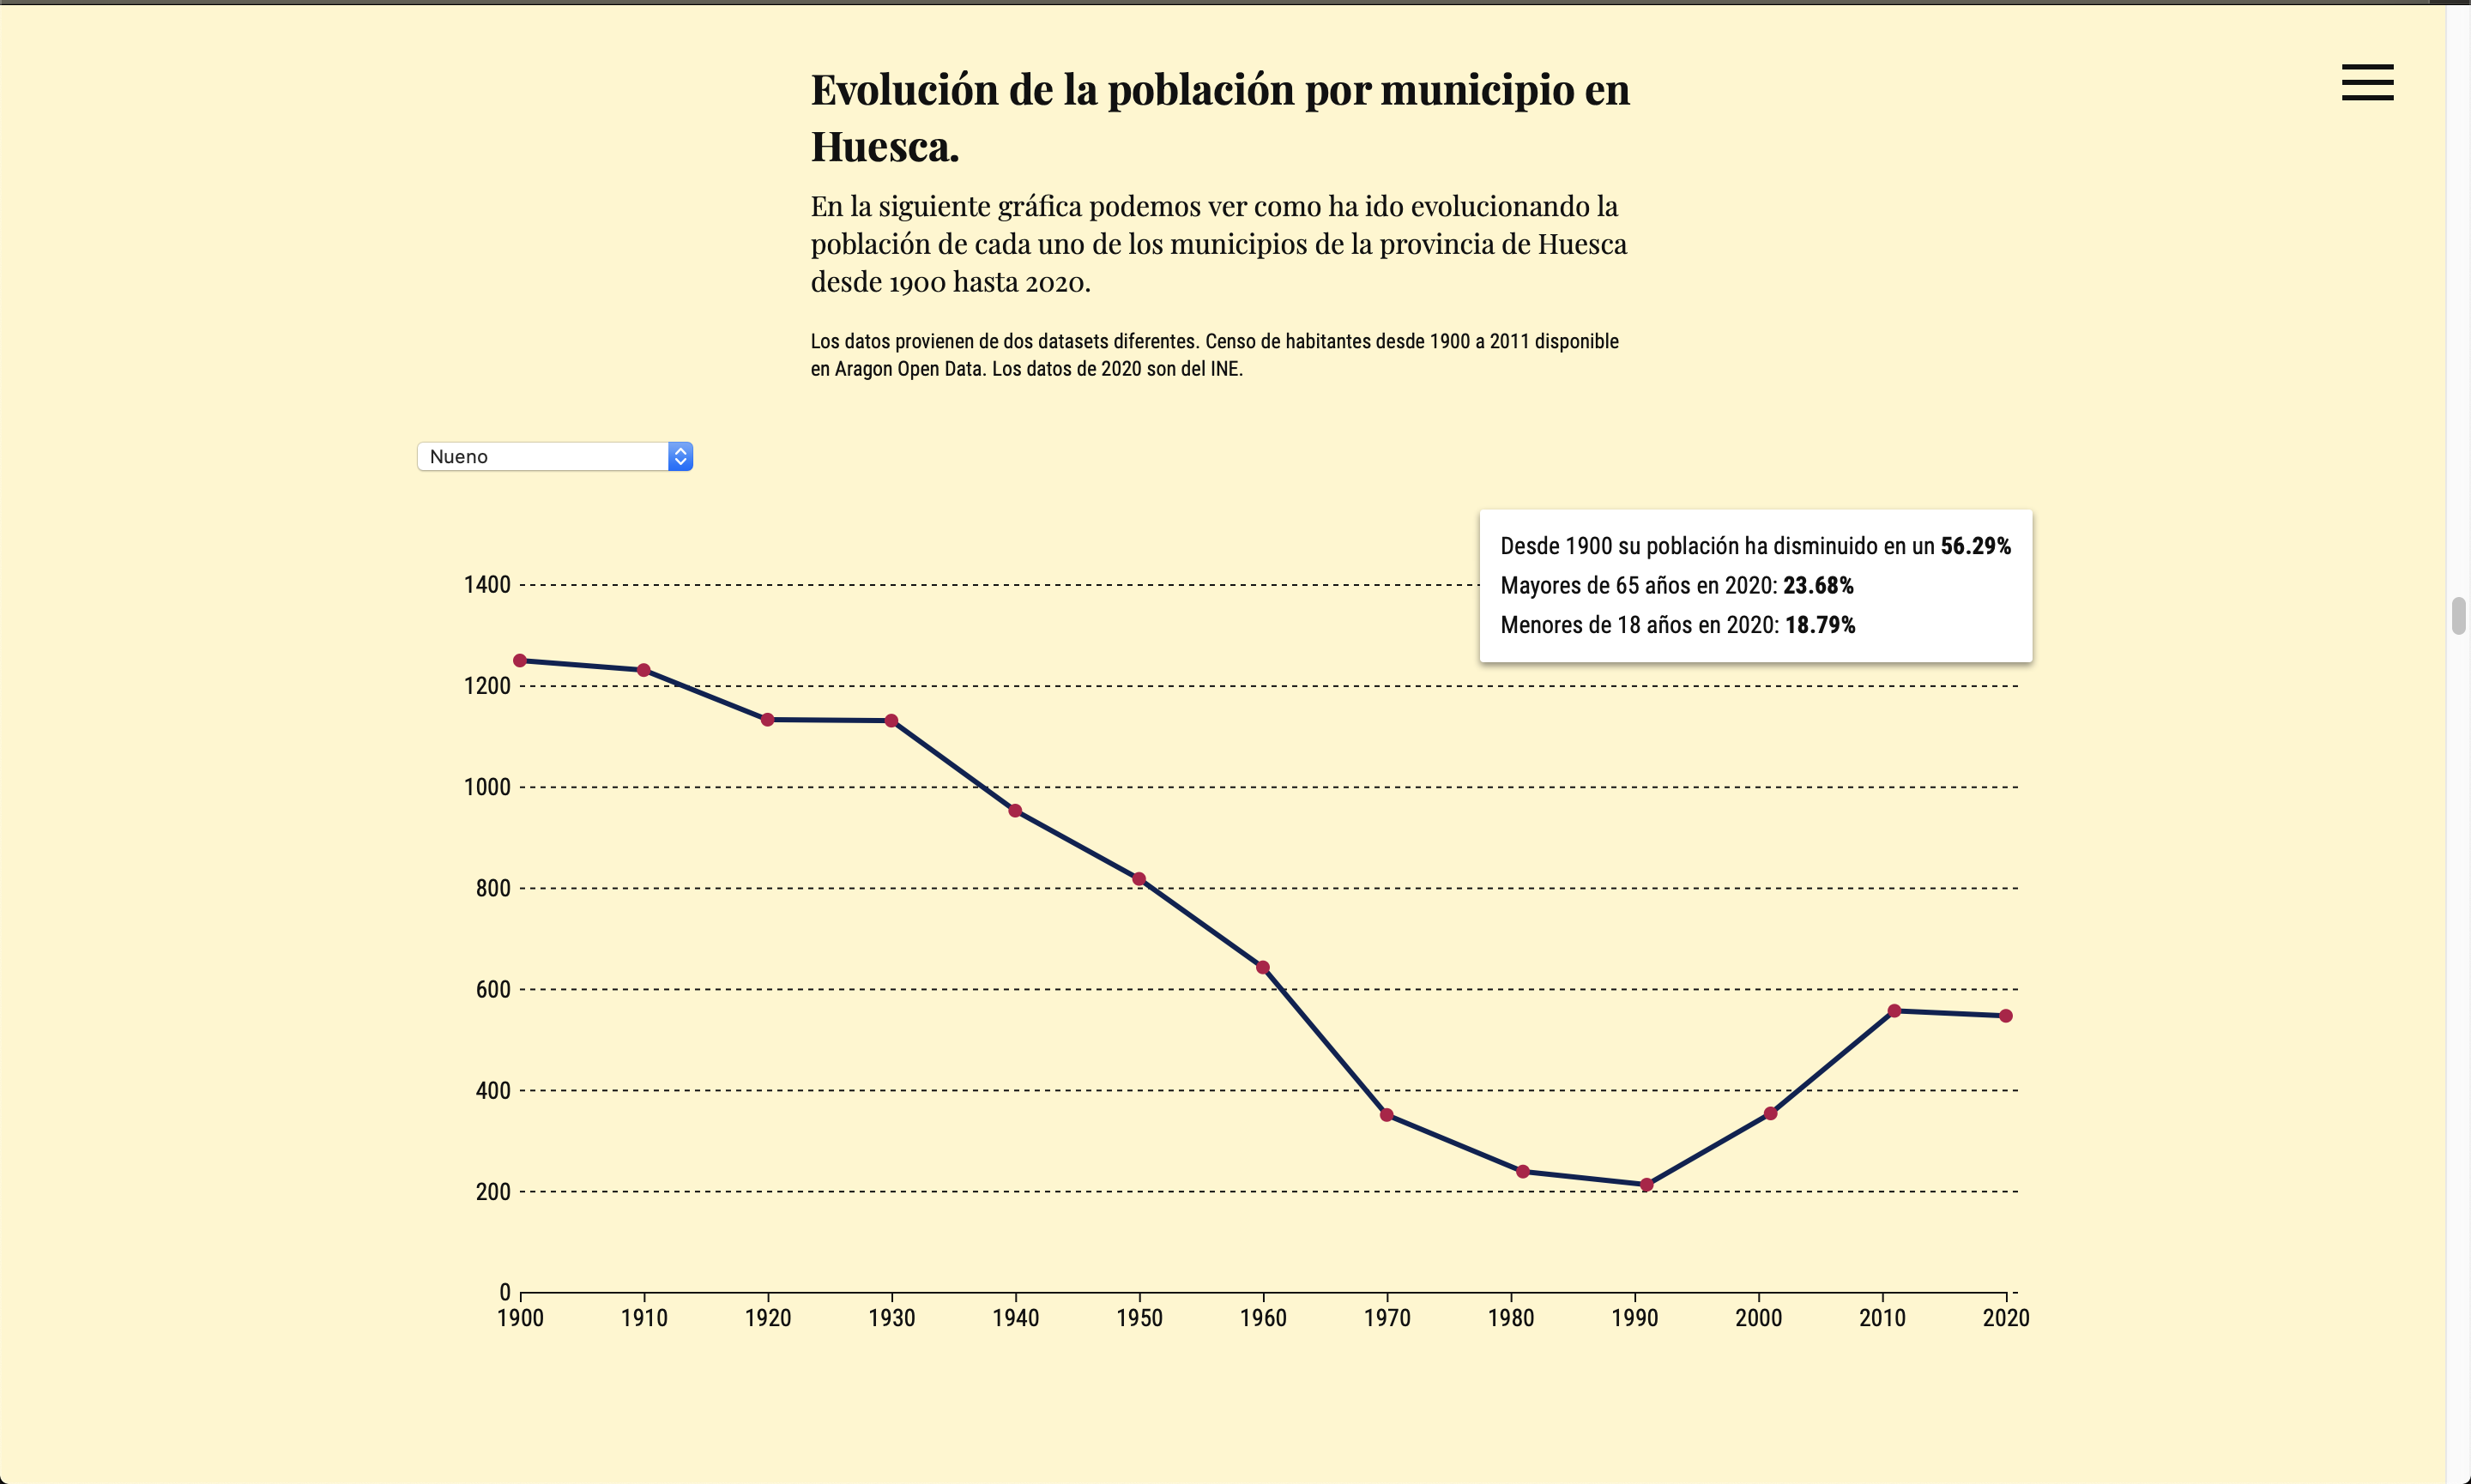 Evolución de la población por municipio en
Huesca.
En la siguiente gráfica podemos ver como ha ido evolucionando la
población de cada uno de los municipios de la provincia de Huesca
desde 1900 hasta 2020.
Los datos provienen de dos datasets diferentes. Censo de habitantes desde 1900 a 2011 disponible
en Aragon Open Data. Los datos de 2020 son del INE.
Nueno
Desde 1900 su población ha disminuido en un 56.29%
Mayores de 65 años en 2020: 23.68%
Menores de 18 años en 2020: 18.79%
1400
1200
1000
800
600
400
200
0
1900 1910 1920 1930 1940 1950 1960 1970 1980 1990 2000 2010 2020